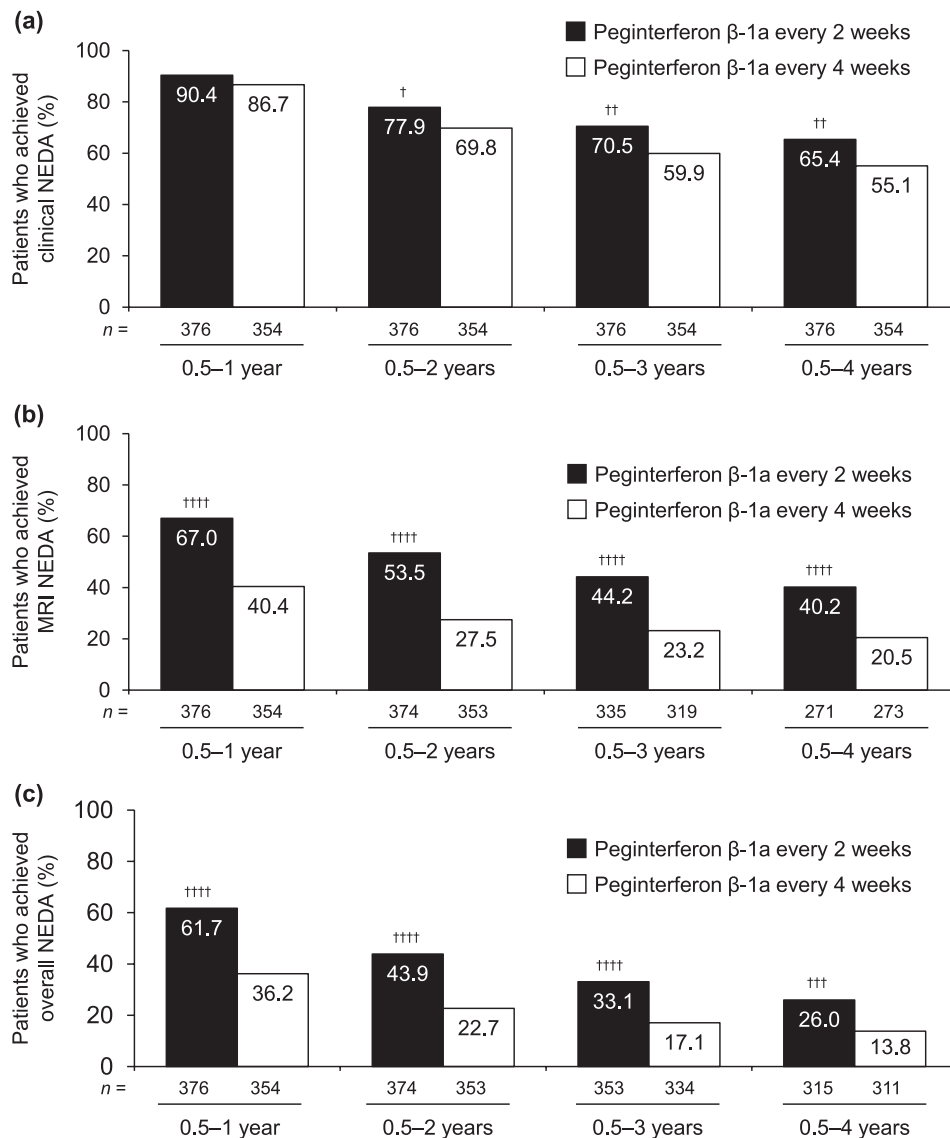 (a)
Peginterferon β-1a every 2 weeks
Peginterferon β-1a every 4 weeks
Patients who achieved
clinical NEDA (%)
100
80
60
40
20
0
90.4 86.7
†
77.9 69.8
††
70.5 59.9
††
65.4 55.1
n = 376 354 376 354 376 354 376 354
0.5–1 year 0.5–2 years 0.5–3 years 0.5–4 years
(b)
Peginterferon β-1a every 2 weeks
Peginterferon β-1a every 4 weeks
Patients who achieved
MRI NEDA (%)
100
80
60
40
20
0
††††
67.0 40.4
††††
53.5 27.5
††††
44.2 23.2
††††
40.2 20.5
n = 376 354 374 353 335 319 271 273
0.5–1 year 0.5–2 years 0.5–3 years 0.5–4 years
(c)
Peginterferon β-1a every 2 weeks
Peginterferon β-1a every 4 weeks
Patients who achieved
overall NEDA (%)
100
80
60
40
20
0
††††
61.7 36.2
††††
43.9 22.7
††††
33.1 17.1
†††
26.0 13.8
n = 376 354 374 353 353 334 315 311
0.5–1 year 0.5–2 years 0.5–3 years 0.5–4 years